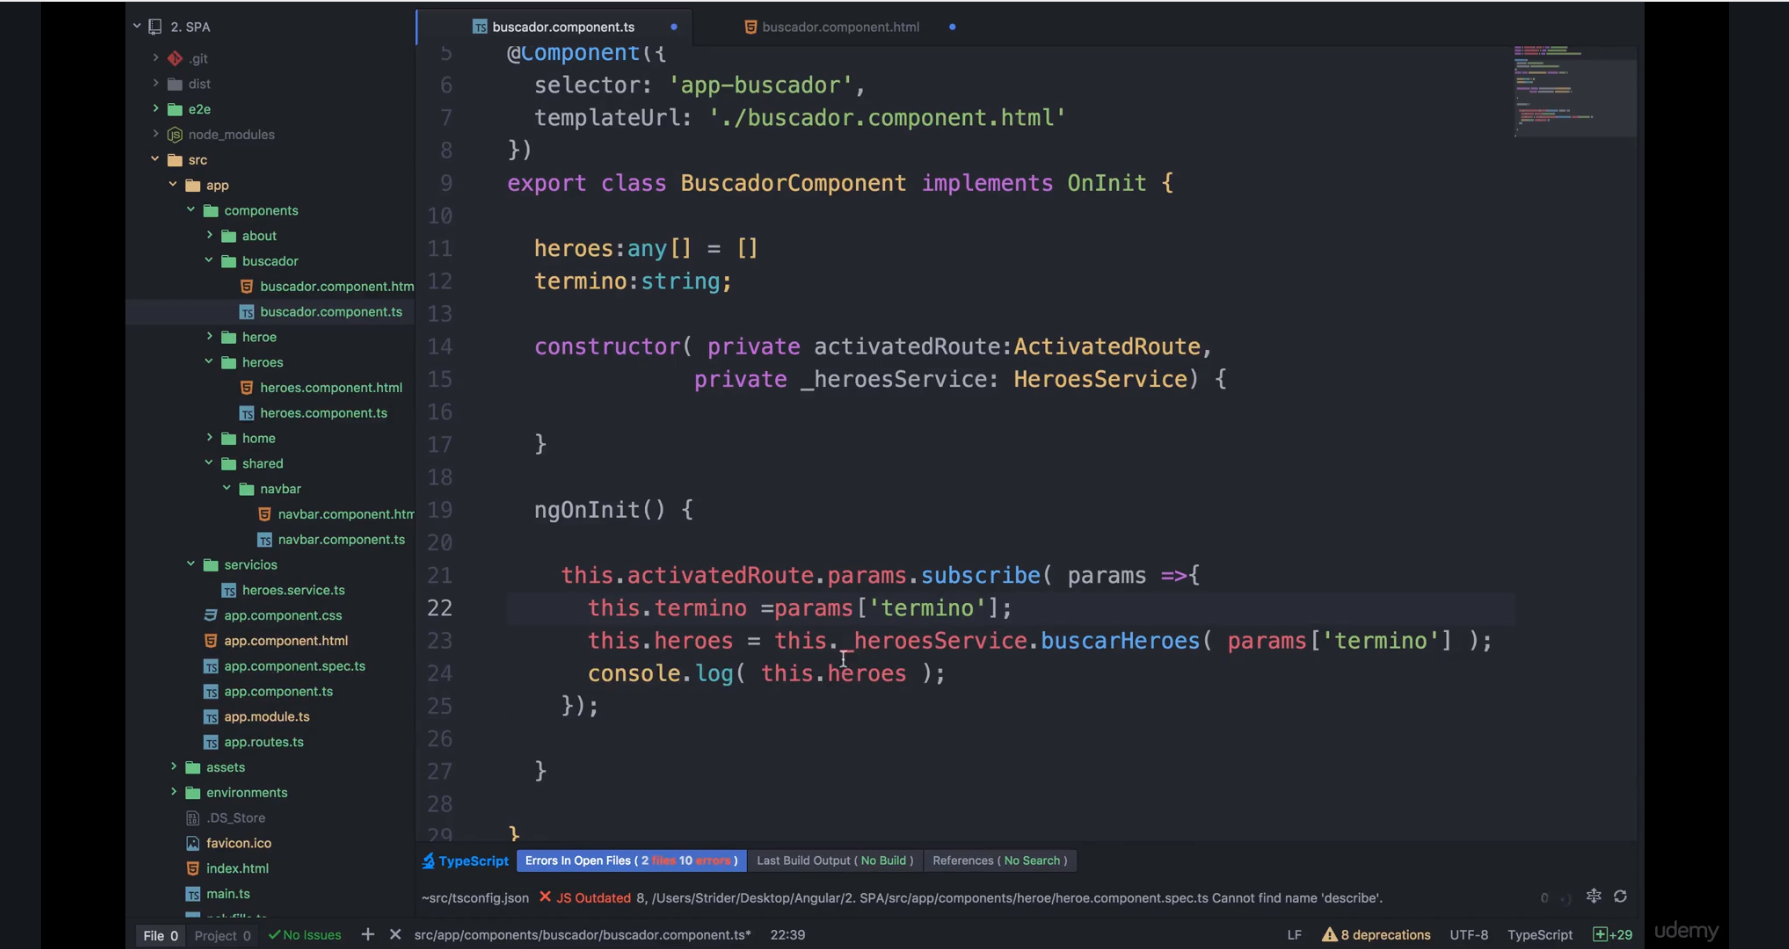 2. SPA
.git
dist
e2e
node_modules
src
app
components
about
buscador
buscador.component.htm
buscador.component.ts
heroe
heroes
heroes.component.html
heroes.component.ts
home
shared
navbar
navbar.component.htm
navbar.component.ts
servicios
heroes.service.ts
app.component.css
app.component.html
app.component.spec.ts
app.component.ts
app.module.ts
app.routes.ts
assets
environments
.DS_Store
favicon.ico
index.html
main.ts
buscador.component.ts
buscador.component.html
5 @Component({
6 selector: 'app-buscador',
7 templateUrl: './buscador.component.html'
8 })
9 export class BuscadorComponent implements OnInit {
10
11 heroes:any[] = []
12 termino:string;
13
14 constructor( private activatedRoute:ActivatedRoute,
15 private _heroesService: HeroesService) {
16
17 }
18
19 ngOnInit() {
20
21 this.activatedRoute.params.subscribe( params =>{
22 this.termino =params['termino'];
23 this.heroes = this._heroesService.buscarHeroes( params['termino'] );
24 console.log( this.heroes );
25 });
26
27 }
28
29 }
TypeScript Errors In Open Files ( 2 files 10 errors ) Last Build Output ( No Build ) References ( No Search )
~src/tsconfig.json JS Outdated 8, /Users/Strider/Desktop/Angular/2. SPA/src/app/components/heroe/heroe.component.spec.ts Cannot find name 'describe'. 0
File 0 Project 0 No Issues src/app/components/buscador/buscador.component.ts* 22:39 LF 8 deprecations UTF-8 TypeScript +29
udemy